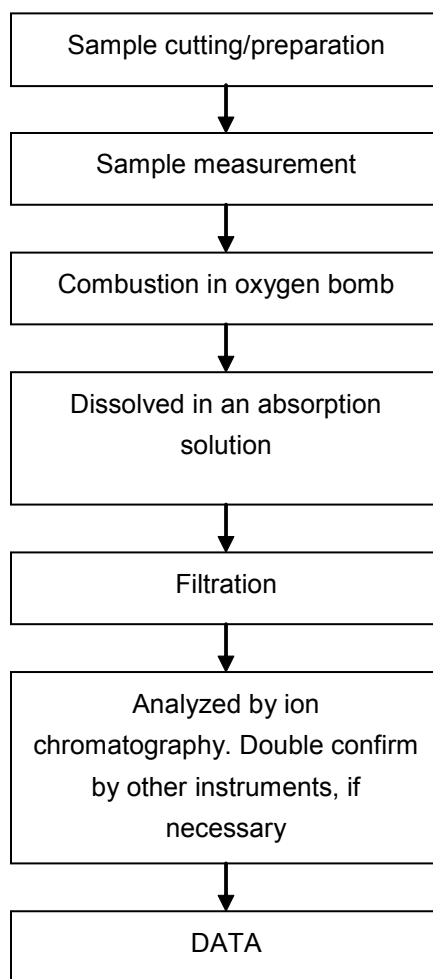 Sample cutting/preparation
Sample measurement
Combustion in oxygen bomb
Dissolved in an absorption
solution
Filtration
Analyzed by ion
chromatography. Double confirm
by other instruments, if
necessary
DATA